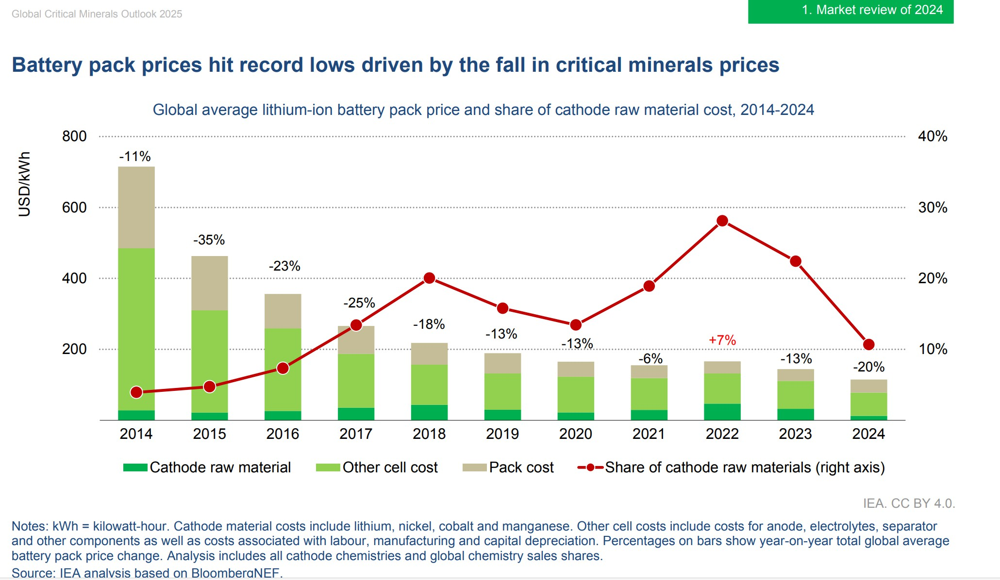 Global Critical Minerals Outlook 2025
1. Market review of 2024
Battery pack prices hit record lows driven by the fall in critical minerals prices
Global average lithium-ion battery pack price and share of cathode raw material cost, 2014-2024
USD/kWh
800
600
400
200
40%
30%
20%
10%
-11%
-35%
-23%
-25%
-18%
-13%
-13%
-6%
+7%
-13%
-20%
2014 2015 2016 2017 2018 2019 2020 2021 2022 2023 2024
Cathode raw material Other cell cost Pack cost Share of cathode raw materials (right axis)
IEA. CC BY 4.0.
Notes: kWh = kilowatt-hour. Cathode material costs include lithium, nickel, cobalt and manganese. Other cell costs include costs for anode, electrolytes, separator
and other components as well as costs associated with labour, manufacturing and capital depreciation. Percentages on bars show year-on-year total global average
battery pack price change. Analysis includes all cathode chemistries and global chemistry sales shares.
Source: IEA analysis based on BloombergNEF.